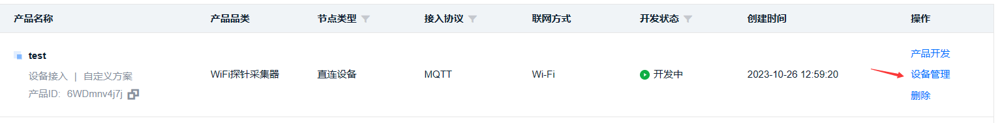 产品名称 产品品类 节点类型 接入协议 联网方式 开发状态 创建时间 操作
test
设备接入 | 自定义方案
产品ID: 6WDmnv4j7j
WiFi探针采集器 直连设备 MQTT Wi-Fi 开发中 2023-10-26 12:59:20
产品开发
设备管理
删除